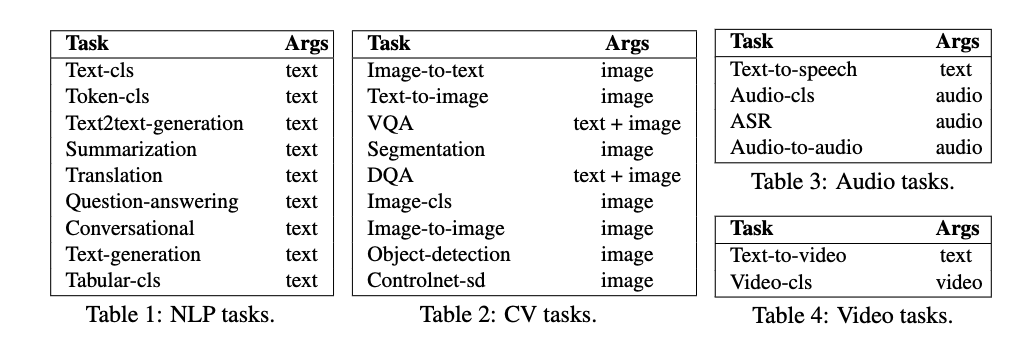 Task Args
Text-cls text
Token-cls text
Text2text-generation text
Summarization text
Translation text
Question-answering text
Conversational text
Text-generation text
Tabular-cls text
Table 1: NLP tasks.
Task Args
Image-to-text image
Text-to-image image
VQA text + image
Segmentation image
DQA text + image
Image-cls image
Image-to-image image
Object-detection image
Controlnet-sd image
Table 2: CV tasks.
Task Args
Text-to-speech text
Audio-cls audio
ASR audio
Audio-to-audio audio
Table 3: Audio tasks.
Task Args
Text-to-video text
Video-cls video
Table 4: Video tasks.